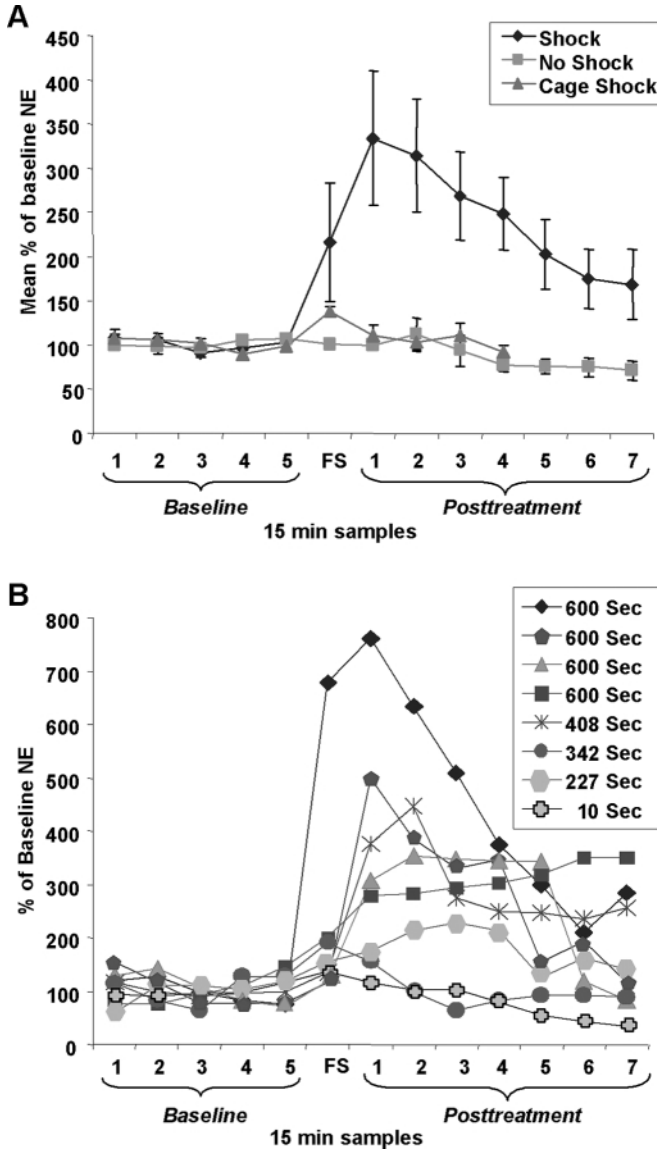 A
450
400
350
300
250
200
150
100
50
0
Mean % of baseline NE
Shock
No Shock
Cage Shock
1 2 3 4 5 FS 1 2 3 4 5 6 7
Baseline Posttreatment
15 min samples
B
800
700
600
500
400
300
200
100
0
% of Baseline NE
600 Sec
600 Sec
600 Sec
600 Sec
408 Sec
342 Sec
227 Sec
10 Sec
1 2 3 4 5 FS 1 2 3 4 5 6 7
Baseline Posttreatment
15 min samples